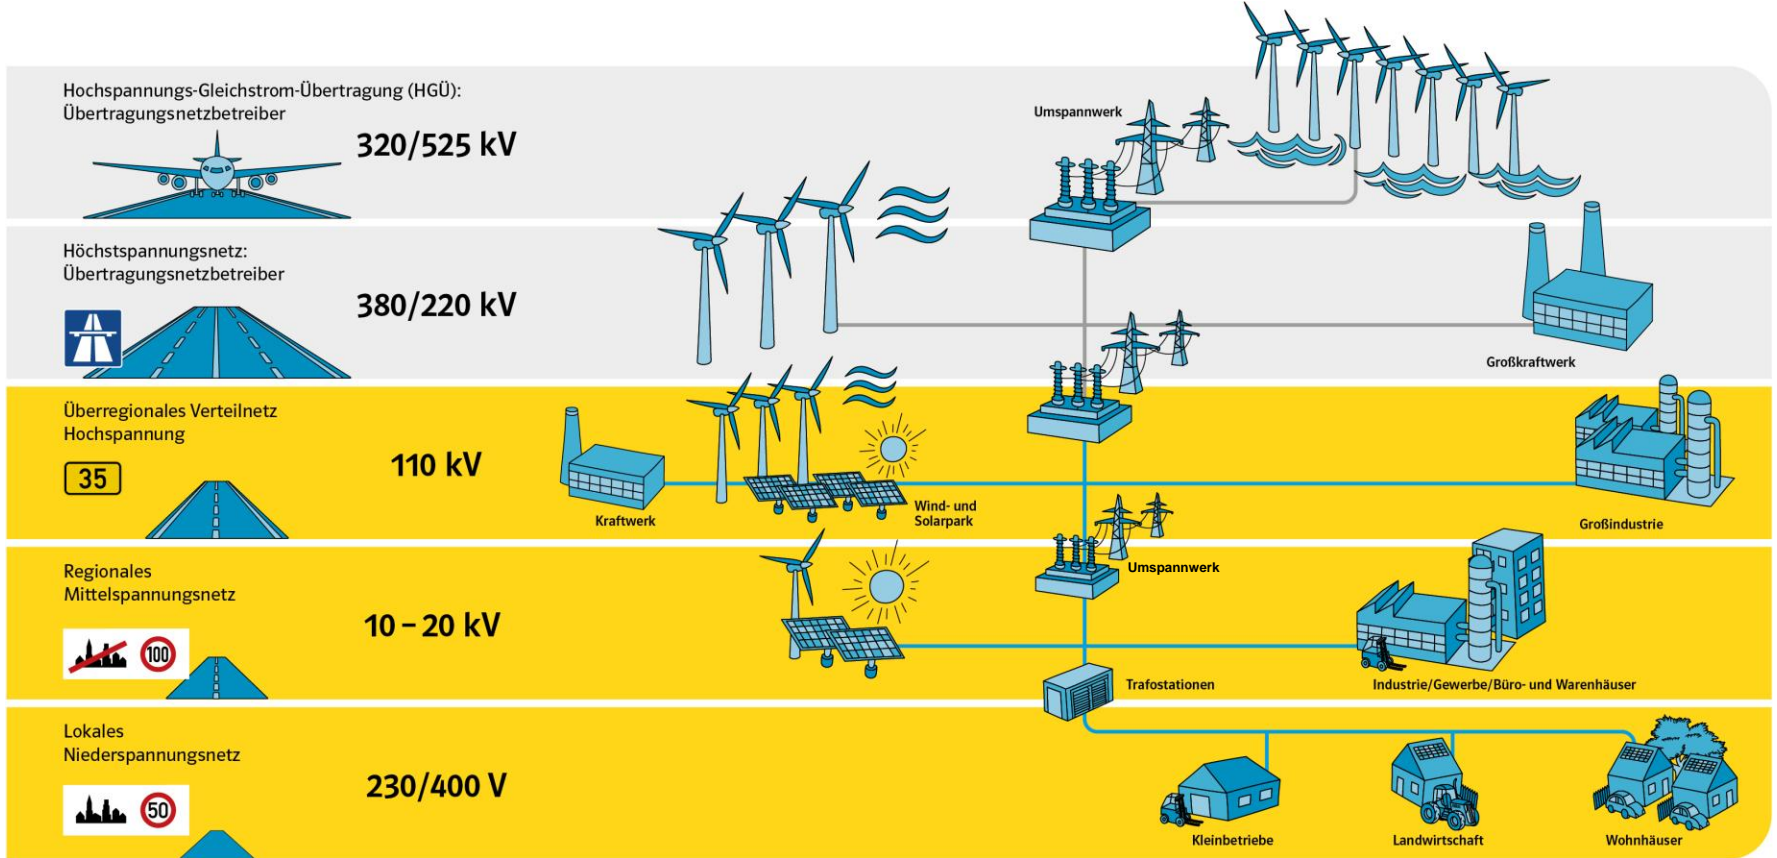 Hochspannungs-Gleichstrom-Übertragung (HGÜ):
Übertragungsnetzbetreiber
320/525 kV
Umspannwerk
Höchstspannungsnetz:
Übertragungsnetzbetreiber
380/220 kV
Großkraftwerk
Überregionales Verteilnetz
Hochspannung
35
110 kV
Kraftwerk
Wind- und
Solarpark
Großindustrie
Regionales
Mittelspannungsnetz
100
10 – 20 kV
Umspannwerk
Trafostationen
Industrie/Gewerbe/Büro- und Warenhäuser
Lokales
Niederspannungsnetz
50
230/400 V
Kleinbetriebe
Landwirtschaft
Wohnhäuser